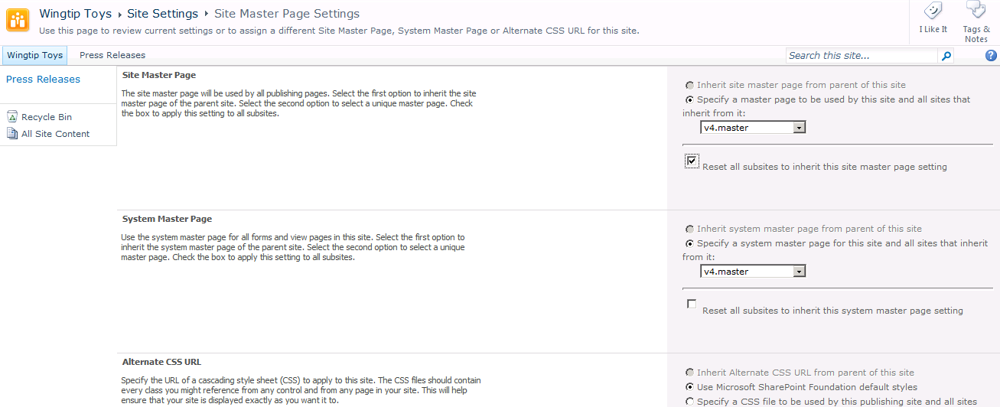 Wingtip Toys ▸ Site Settings ▸ Site Master Page Settings
Use this page to review current settings or to assign a different Site Master Page, System Master Page or Alternate CSS URL for this site.
I Like It
Tags &
Notes
Wingtip Toys
Press Releases
Search this site...
Press Releases
Recycle Bin
All Site Content
Site Master Page
The site master page will be used by all publishing pages. Select the first option to inherit the site
master page of the parent site. Select the second option to select a unique master page. Check
the box to apply this setting to all subsites.
Inherit site master page from parent of this site
Specify a master page to be used by this site and all sites that
inherit from it:
v4.master
Reset all subsites to inherit this site master page setting
System Master Page
Use the system master page for all forms and view pages in this site. Select the first option to
inherit the system master page of the parent site. Select the second option to select a unique
master page. Check the box to apply this setting to all subsites.
Inherit system master page from parent of this site
Specify a system master page for this site and all sites that inherit
from it:
v4.master
Reset all subsites to inherit this system master page setting
Alternate CSS URL
Specify the URL of a cascading style sheet (CSS) to apply to this site. The CSS files should contain
every class you might reference from any control and from any page in your site. This will help
ensure that your site is displayed exactly as you want it to.
Inherit Alternate CSS URL from parent of this site
Use Microsoft SharePoint Foundation default styles
Specify a CSS file to be used by this publishing site and all sites